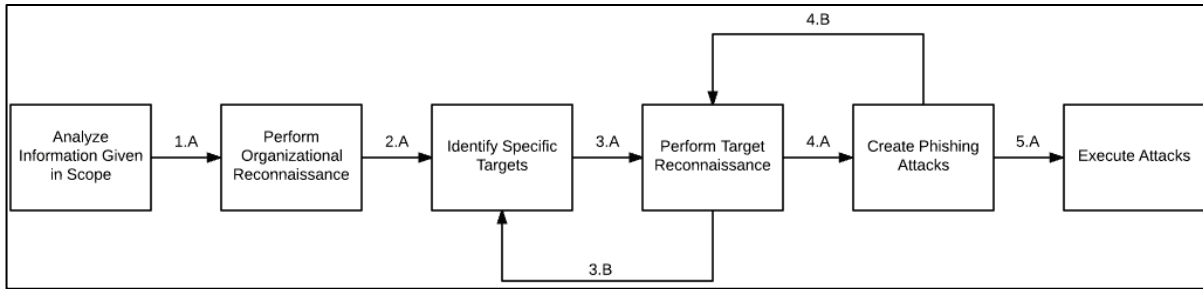 4.B
Analyze
Information Given
in Scope
1.A
Perform
Organizational
Reconnaissance
2.A
Identify Specific
Targets
3.A
Perform Target
Reconnaissance
4.A
Create Phishing
Attacks
5.A
Execute Attacks
3.B